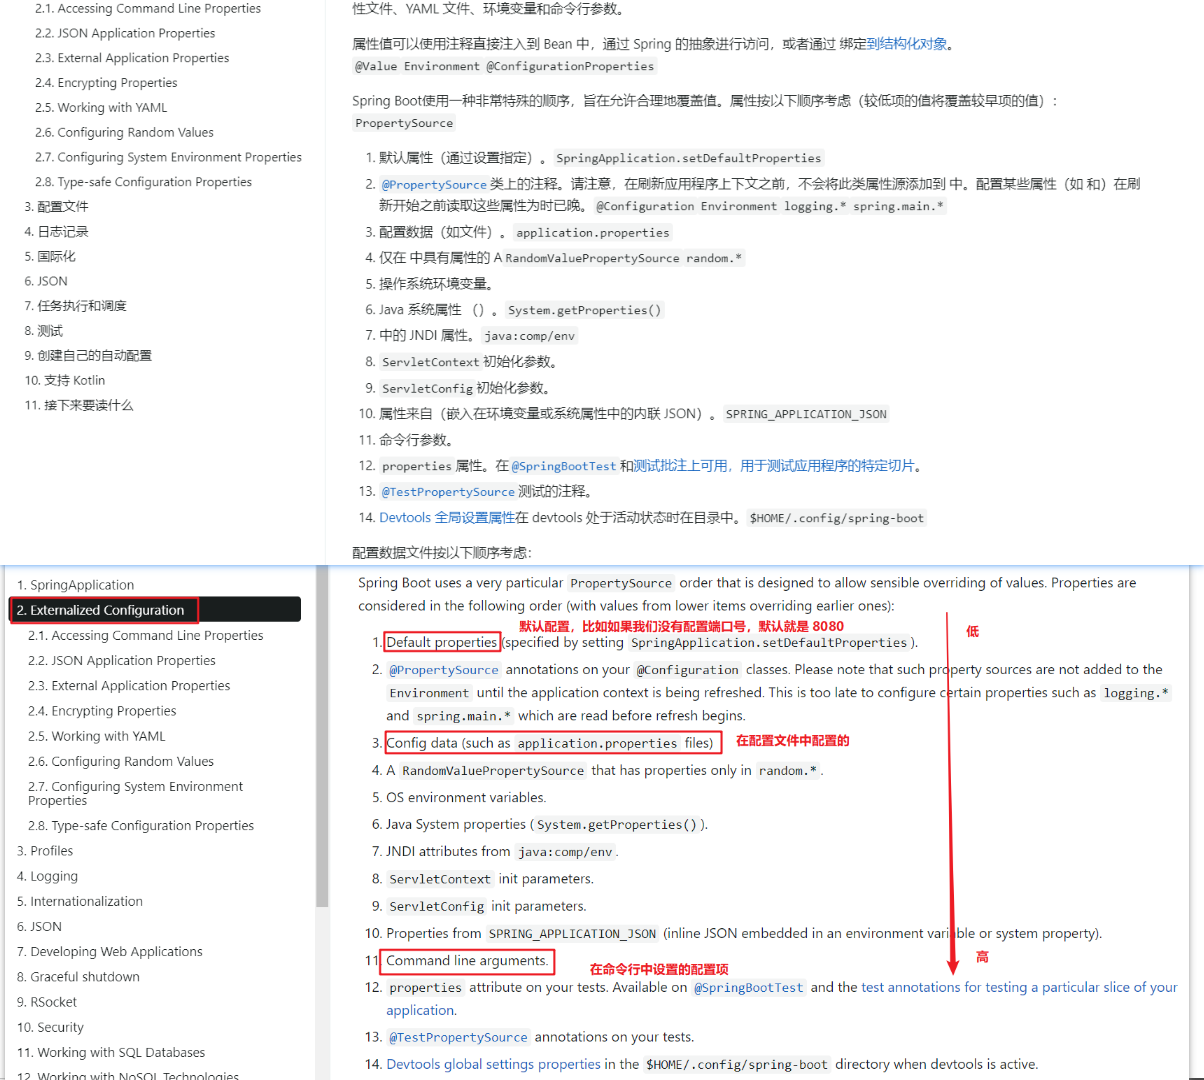 2.1. Accessing Command Line Properties
2.2. JSON Application Properties
2.3. External Application Properties
2.4. Encrypting Properties
2.5. Working with YAML
2.6. Configuring Random Values
2.7. Configuring System Environment Properties
2.8. Type-safe Configuration Properties
3. 配置文件
4. 日志记录
5. 国际化
6. JSON
7. 任务执行和调度
8. 测试
9. 创建自己的自动配置
10. 支持 Kotlin
11. 接下来要读什么
性文件、YAML 文件、环境变量和命令行参数。
属性值可以使用注释直接注入到 Bean 中，通过 Spring 的抽象进行访问，或者通过 绑定到结构化对象。
@Value Environment @ConfigurationProperties
Spring Boot使用一种非常特殊的顺序，旨在允许合理地覆盖值。属性按以下顺序考虑（较低项的值将覆盖较早项的值）：
PropertySource
1. 默认属性（通过设置指定）。 SpringApplication.setDefaultProperties
2. @PropertySource 类上的注释。请注意，在刷新应用程序上下文之前，不会将此类属性源添加到 中。配置某些属性（如 和）在刷
新开始之前读取这些属性为时已晚。 @Configuration Environment logging.* spring.main.*
3. 配置数据（如文件）。 application.properties
4. 仅在 中具有属性的 A RandomValuePropertySource random.*
5. 操作系统环境变量。
6. Java 系统属性 （）。 System.getProperties()
7. 中的 JNDI 属性。 java:comp/env
8. ServletContext 初始化参数。
9. ServletConfig 初始化参数。
10. 属性来自（嵌入在环境变量或系统属性中的内联 JSON）。 SPRING_APPLICATION_JSON
11. 命令行参数。
12. properties 属性。在 @SpringBootTest 和测试批注上可用，用于测试应用程序的特定切片。
13. @TestPropertySource 测试的注释。
14. Devtools 全局设置属性在 devtools 处于活动状态时在目录中。 $HOME/.config/spring-boot
配置数据文件按以下顺序考虑：
1. SpringApplication
2. Externalized Configuration
2.1. Accessing Command Line Properties
2.2. JSON Application Properties
2.3. External Application Properties
2.4. Encrypting Properties
2.5. Working with YAML
2.6. Configuring Random Values
2.7. Configuring System Environment
Properties
2.8. Type-safe Configuration Properties
3. Profiles
4. Logging
5. Internationalization
6. JSON
7. Developing Web Applications
8. Graceful shutdown
9. RSocket
10. Security
11. Working with SQL Databases
12. Working with NoSQL Technologies
Spring Boot uses a very particular PropertySource order that is designed to allow sensible overriding of values. Properties are
considered in the following order (with values from lower items overriding earlier ones):
默认配置，比如如果我们没有配置端口号，默认就是 8080
低
1. Default properties (specified by setting SpringApplication.setDefaultProperties ).
2. @PropertySource annotations on your @Configuration classes. Please note that such property sources are not added to the
Environment until the application context is being refreshed. This is too late to configure certain properties such as logging.*
and spring.main.* which are read before refresh begins.
3. Config data (such as application.properties files) 在配置文件中配置的
4. A RandomValuePropertySource that has properties only in random.* .
5. OS environment variables.
6. Java System properties ( System.getProperties() ).
7. JNDI attributes from java:comp/env .
8. ServletContext init parameters.
9. ServletConfig init parameters.
10. Properties from SPRING_APPLICATION_JSON (inline JSON embedded in an environment variable or system property).
11. Command line arguments. 在命令行中设置的配置项
高
12. properties attribute on your tests. Available on @SpringBootTest and the test annotations for testing a particular slice of your
application.
13. @TestPropertySource annotations on your tests.
14. Devtools global settings properties in the $HOME/.config/spring-boot directory when devtools is active.